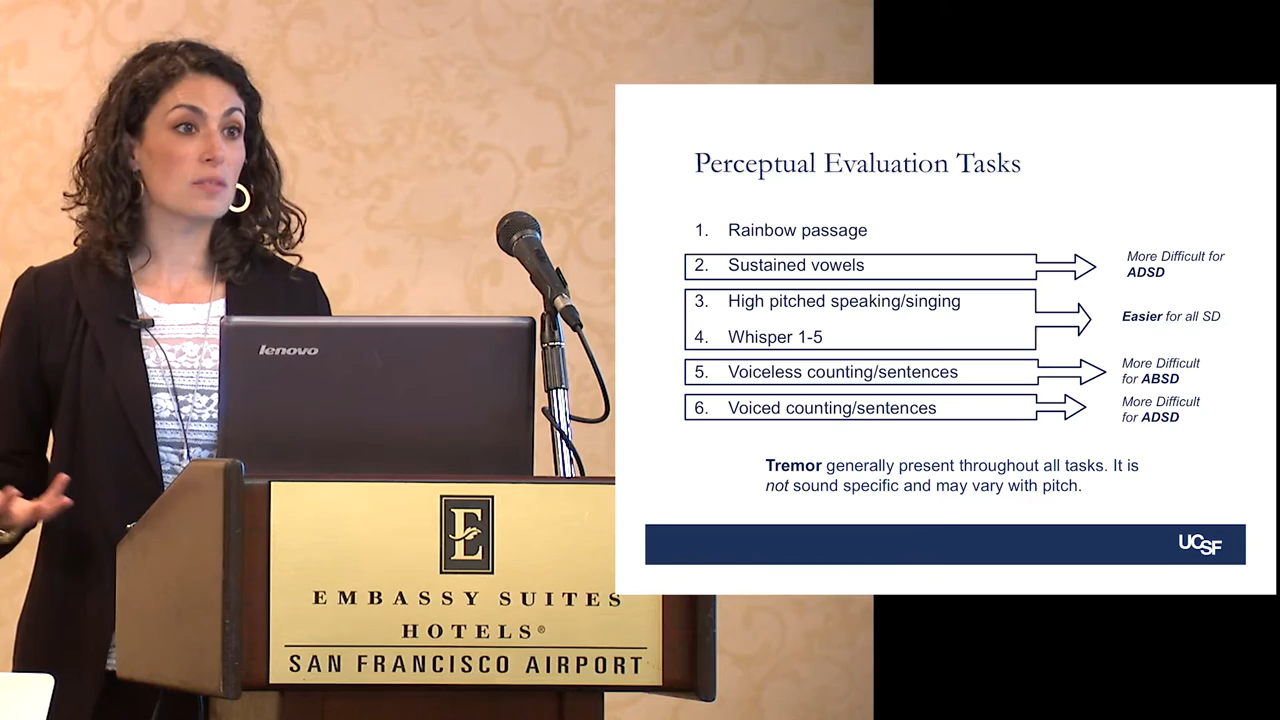 lenovo
E
EMBASSY SUITES
HOTELS®
SAN FRANCISCO AIRPORT
Perceptual Evaluation Tasks
1. Rainbow passage
2. Sustained vowels
More Difficult for
ADSD
3. High pitched speaking/singing
4. Whisper 1-5
Easier for all SD
5. Voiceless counting/sentences
More Difficult
for ABSD
6. Voiced counting/sentences
More Difficult
for ADSD
Tremor generally present throughout all tasks. It is
not sound specific and may vary with pitch.
UCSF